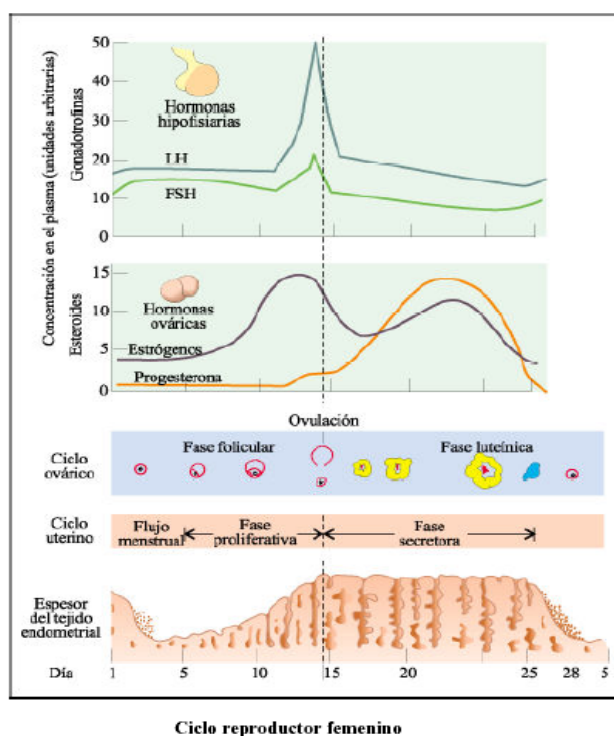 Concentración en el plasma (unidades arbitrarias)
Gonadotrofinas
50
40
30
20
10
0
Hormonas
hipofisiarias
LH
FSH
Esteroides
15
10
5
0
Hormonas
ováricas
Estrógenos
Progesterona
Ovulación
Ciclo
ovárico
Fase folicular
Fase luteínica
Ciclo
uterino
Flujo
menstrual
Fase
proliferativa
Fase
secretora
Espesor
del tejido
endometrial
Día
1 5 10 15 20 25 28 5
Ciclo reproductor femenino